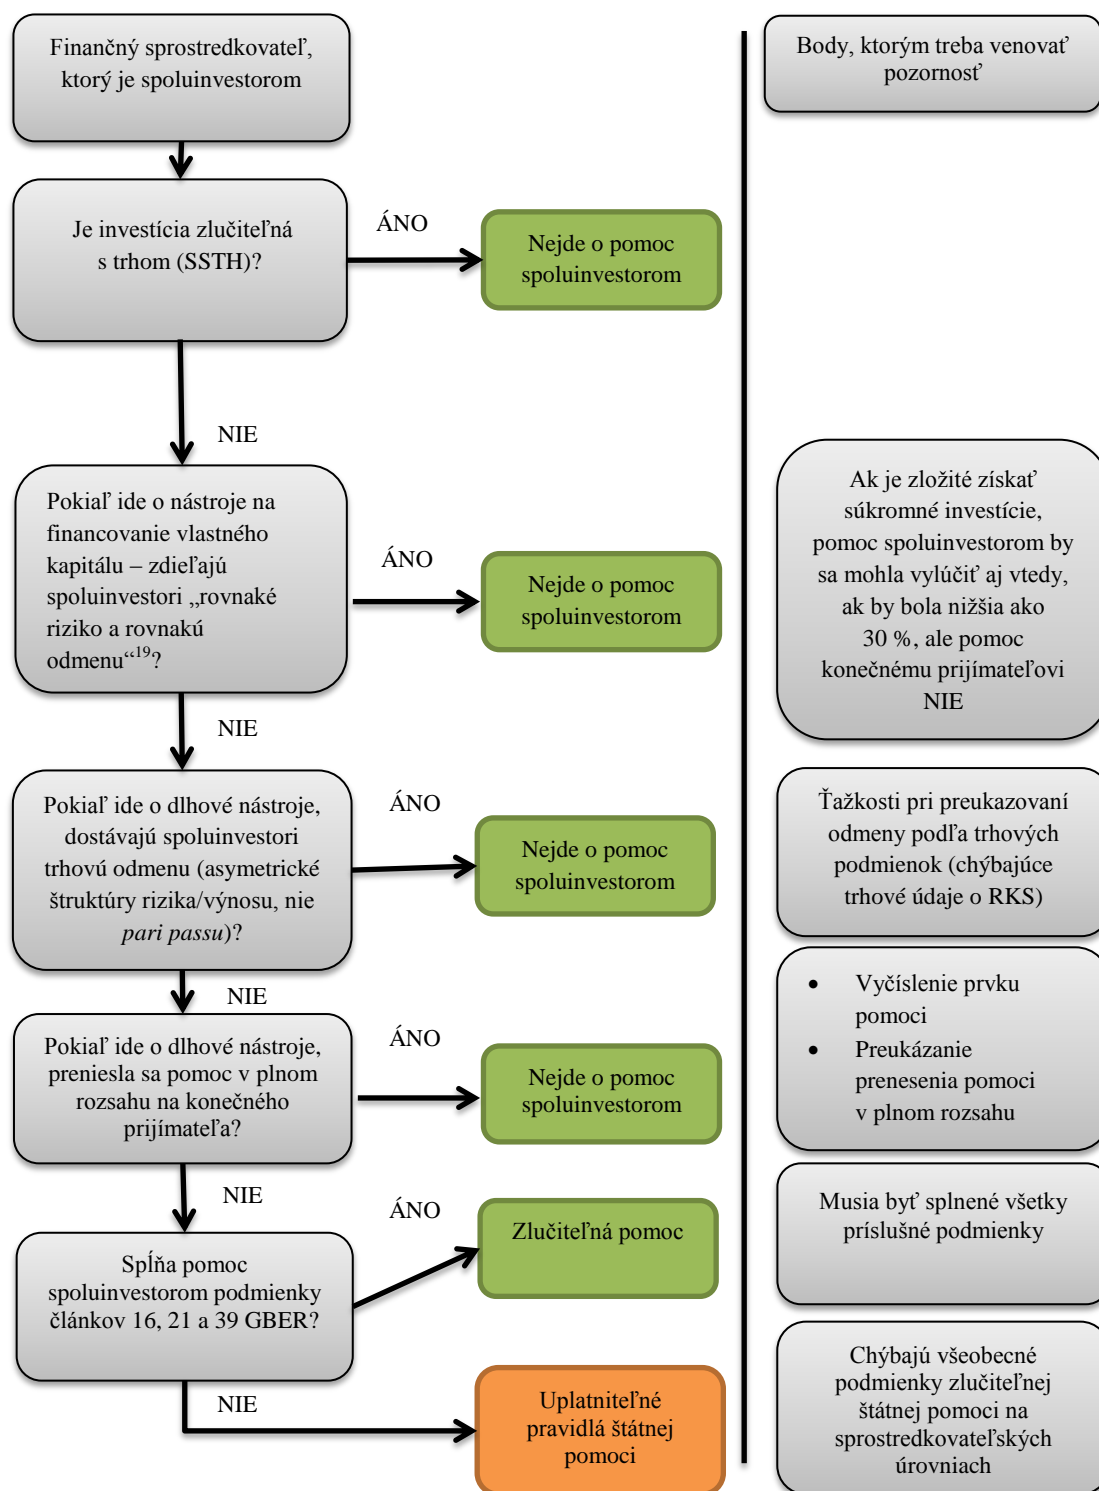 Finančný sprostredkovateľ,
ktorý je spoluinvestorom
Body, ktorým treba venovať
pozornosť
Je investícia zlučiteľná
s trhom (SSTH)?
ÁNO
Nejde o pomoc
spoluinvestorom
NIE
Pokiaľ ide o nástroje na
financovanie vlastného
kapitálu – zdieľajú
spoluinvestori „rovnaké
riziko a rovnakú
odmenu“19?
ÁNO
Nejde o pomoc
spoluinvestorom
Ak je zložité získať
súkromné investície,
pomoc spoluinvestorom by
sa mohla vylúčiť aj vtedy,
ak by bola nižšia ako
30 %, ale pomoc
konečnému prijímateľovi
NIE
NIE
Pokiaľ ide o dlhové nástroje,
dostávajú spoluinvestori
trhovú odmenu (asymetrické
štruktúry rizika/výnosu, nie
pari passu)?
ÁNO
Nejde o pomoc
spoluinvestorom
Ťažkosti pri preukazovaní
odmeny podľa trhových
podmienok (chýbajúce
trhové údaje o RKS)
NIE
Pokiaľ ide o dlhové nástroje,
preniesla sa pomoc v plnom
rozsahu na konečného
prijímateľa?
ÁNO
Nejde o pomoc
spoluinvestorom
• Vyčíslenie prvku
pomoci
• Preukázanie
prenesenia pomoci
v plnom rozsahu
NIE
Spĺňa pomoc
spoluinvestorom podmienky
článkov 16, 21 a 39 GBER?
ÁNO
Zlučiteľná pomoc
Musia byť splnené všetky
príslušné podmienky
NIE
Uplatniteľné
pravidlá štátnej
pomoci
Chýbajú všeobecné
podmienky zlučiteľnej
štátnej pomoci na
sprostredkovateľských
úrovniach